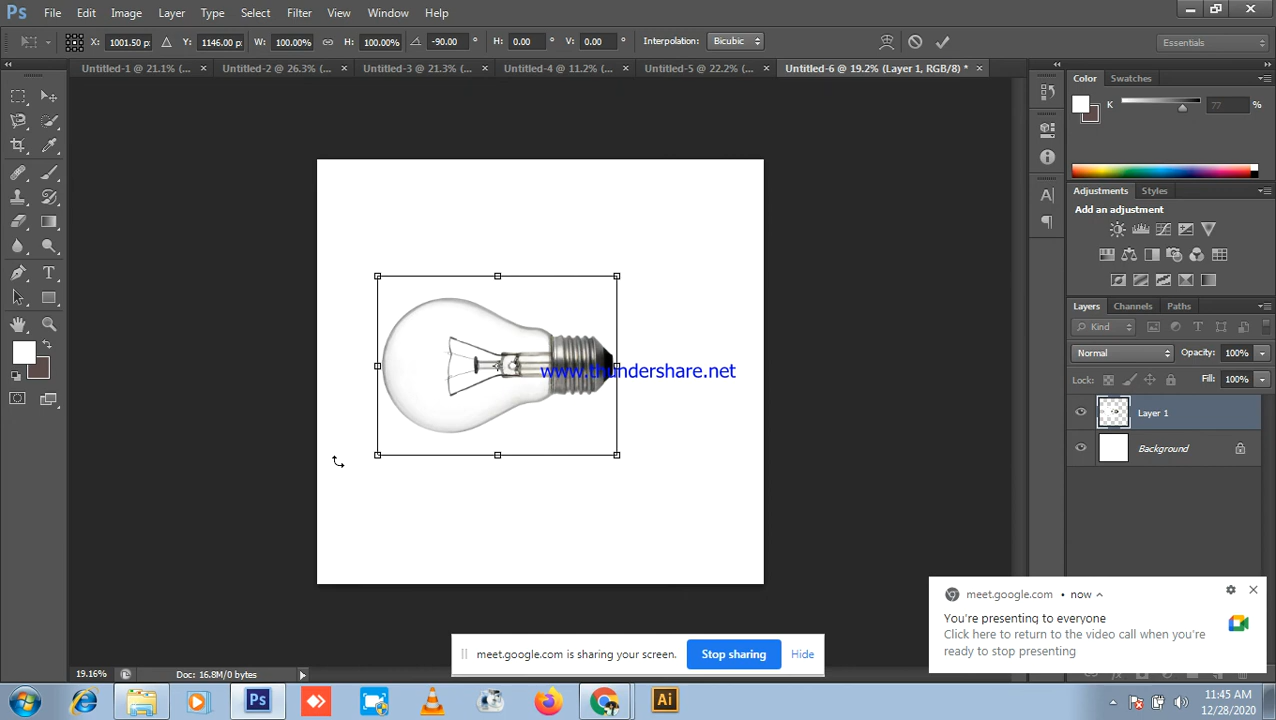 Ps File Edit Image Layer Type Select Filter View Window Help
X: 1001.50 px Y: 1146.00 px W: 100.00% H: 100.00% -90.00 ° H: 0.00 ° V: 0.00 ° Interpolation: Bicubic Essentials
Untitled-1 @ 21.1% (... × Untitled-2 @ 26.3% (... × Untitled-3 @ 21.3% (... × Untitled-4 @ 11.2% (... × Untitled-5 @ 22.2% (... × Untitled-6 @ 19.2% (Layer 1, RGB/8) * ×
Color Swatches
K 77 %
Adjustments Styles
Add an adjustment
Layers Channels Paths
Kind
Normal Opacity: 100%
Lock: Fill: 100%
Layer 1
Background
www.thundershare.net
meet.google.com • now
You're presenting to everyone
Click here to return to the video call when you're
ready to stop presenting
meet.google.com is sharing your screen. Stop sharing Hide
19.16% Doc: 16.8M/0 bytes
Ps Ai
11:45 AM
12/28/2020